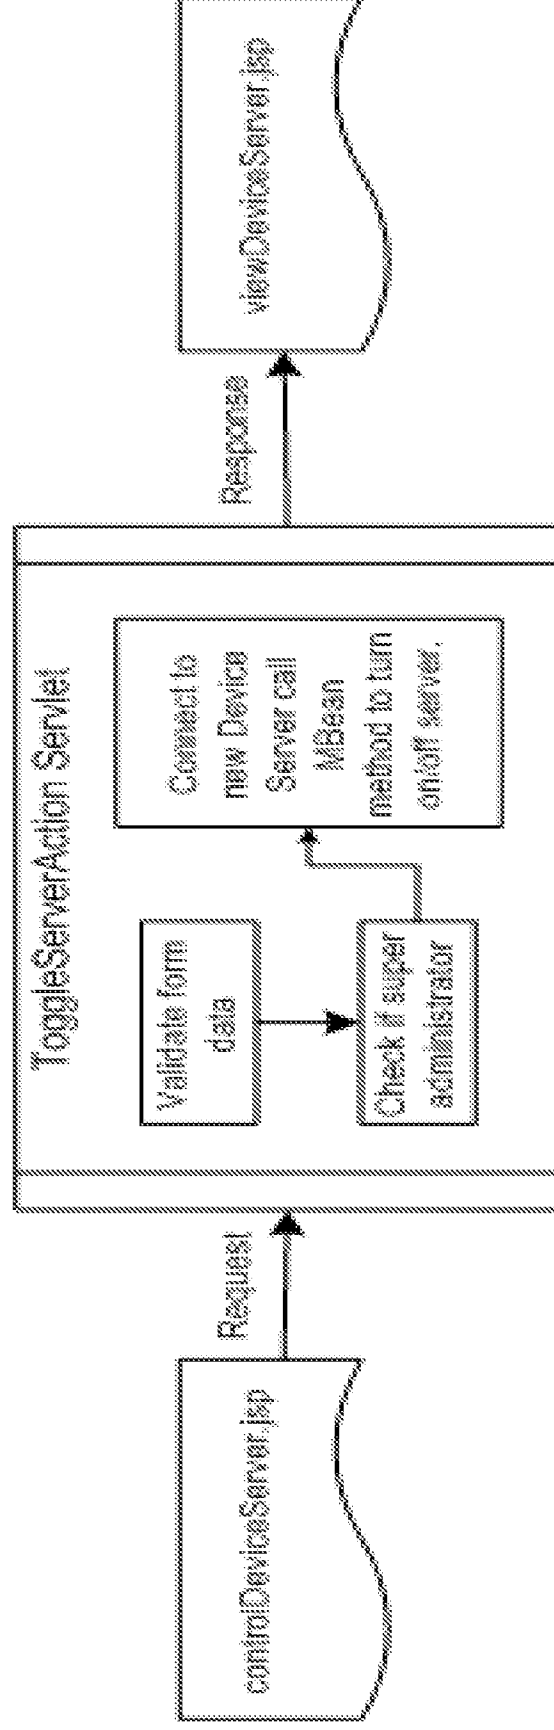 controlDeviceServer.jsp
Request
ToggleServerAction Servlet
Validate form
data
Check if super
administrator
Connect to
new Device
Server call
MBean
method to turn
on/off server.
Response
viewDeviceServer.jsp